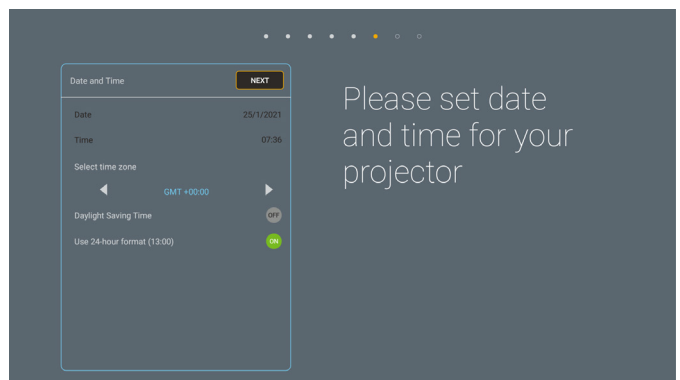 Date and Time
NEXT
Date
25/1/2021
Time
07:36
Select time zone
GMT +00:00
Daylight Saving Time
OFF
Use 24-hour format (13:00)
ON
Please set date
and time for your
projector